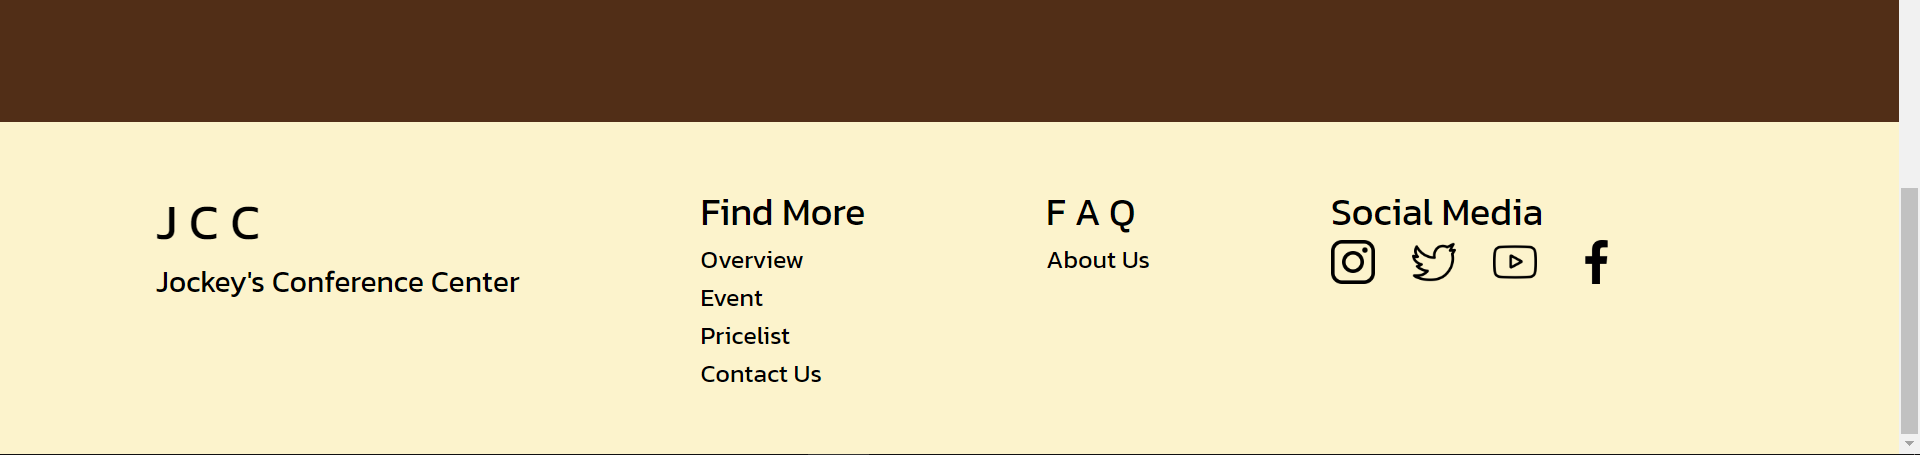 J C C
Jockey's Conference Center
Find More
Overview
Event
Pricelist
Contact Us
F A Q
About Us
Social Media